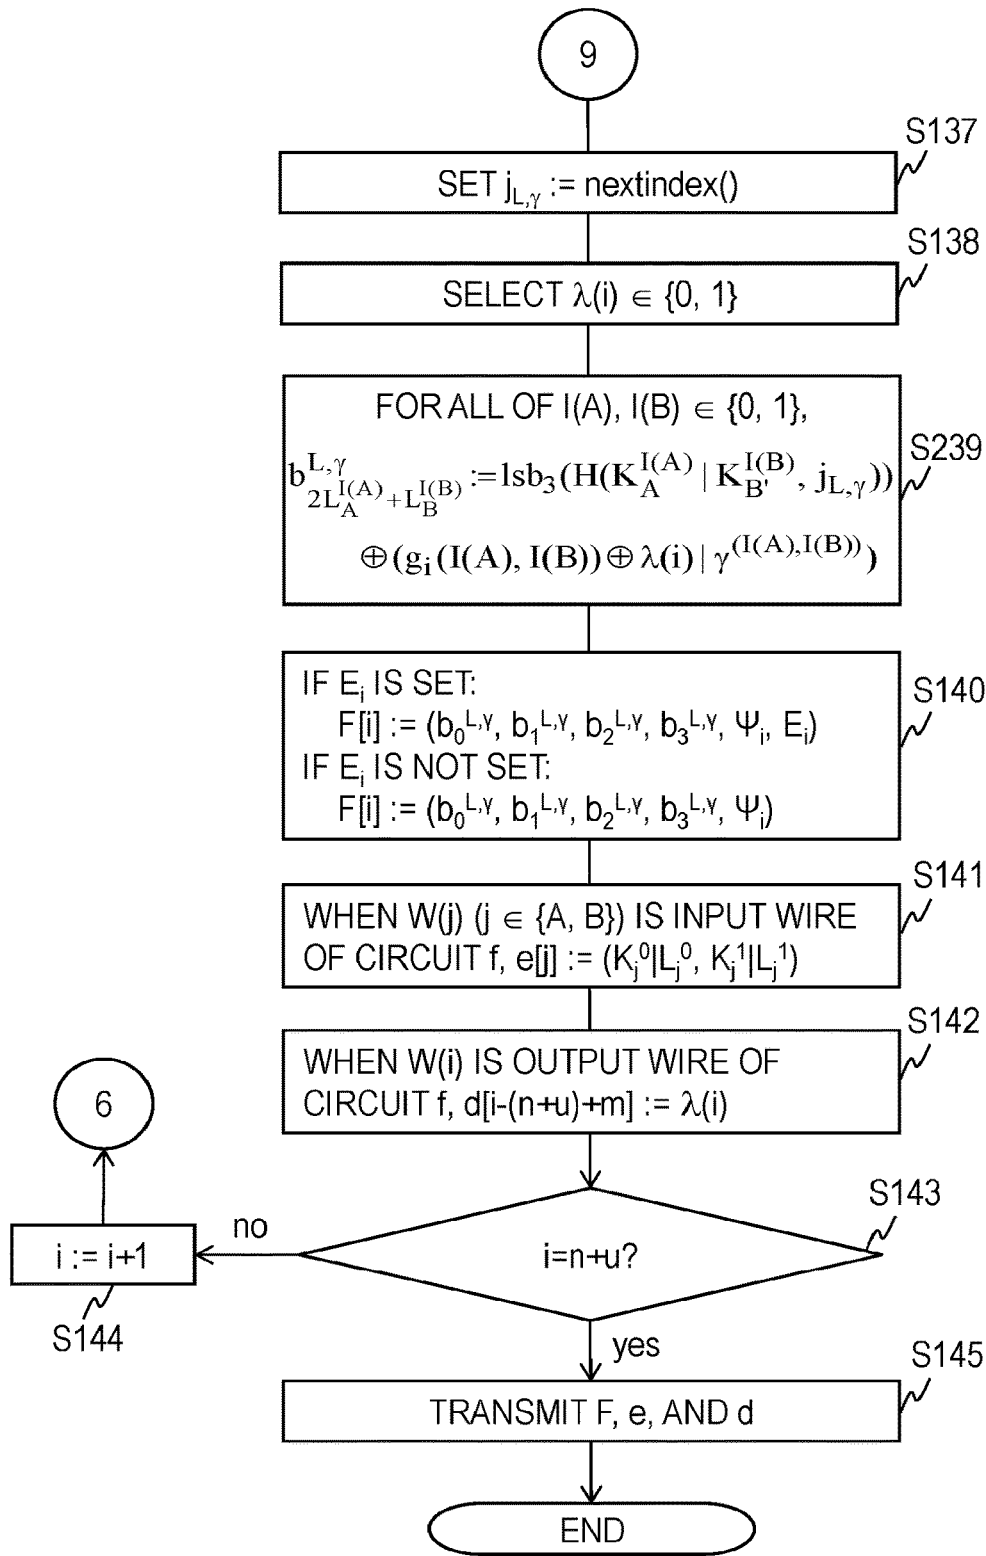 9
S137
SET j_{L,γ} := nextindex()
S138
SELECT λ(i) ∈ {0, 1}
FOR ALL OF I(A), I(B) ∈ {0, 1},
S239
b^{L,γ}_{2L_A^{I(A)}+L_B^{I(B)}} := lsb_3(H(K_A^{I(A)} | K_{B'}^{I(B)}, j_{L,γ}))
⊕(g_i(I(A), I(B)) ⊕ λ(i) | γ^{(I(A),I(B))})
IF E_i IS SET:
S140
F[i] := (b_0^{L,γ}, b_1^{L,γ}, b_2^{L,γ}, b_3^{L,γ}, Ψ_i, E_i)
IF E_i IS NOT SET:
F[i] := (b_0^{L,γ}, b_1^{L,γ}, b_2^{L,γ}, b_3^{L,γ}, Ψ_i)
S141
WHEN W(j) (j ∈ {A, B}) IS INPUT WIRE
OF CIRCUIT f, e[j] := (K_j^0|L_j^0, K_j^1|L_j^1)
S142
WHEN W(i) IS OUTPUT WIRE OF
CIRCUIT f, d[i-(n+u)+m] := λ(i)
6
S143
no
i := i+1
i=n+u?
S144
yes
S145
TRANSMIT F, e, AND d
END